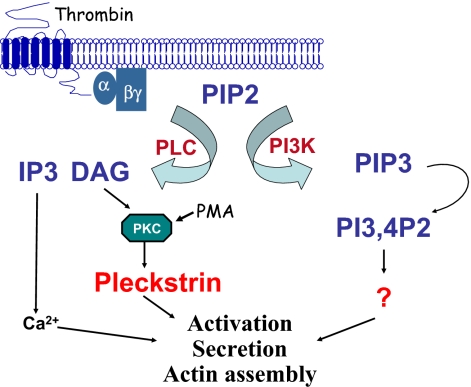 Thrombin
α
βγ
PIP2
PLC
PI3K
IP3 DAG
PIP3
PMA
PKC
PI3,4P2
Pleckstrin
?
Ca²⁺
Activation
Secretion
Actin assembly